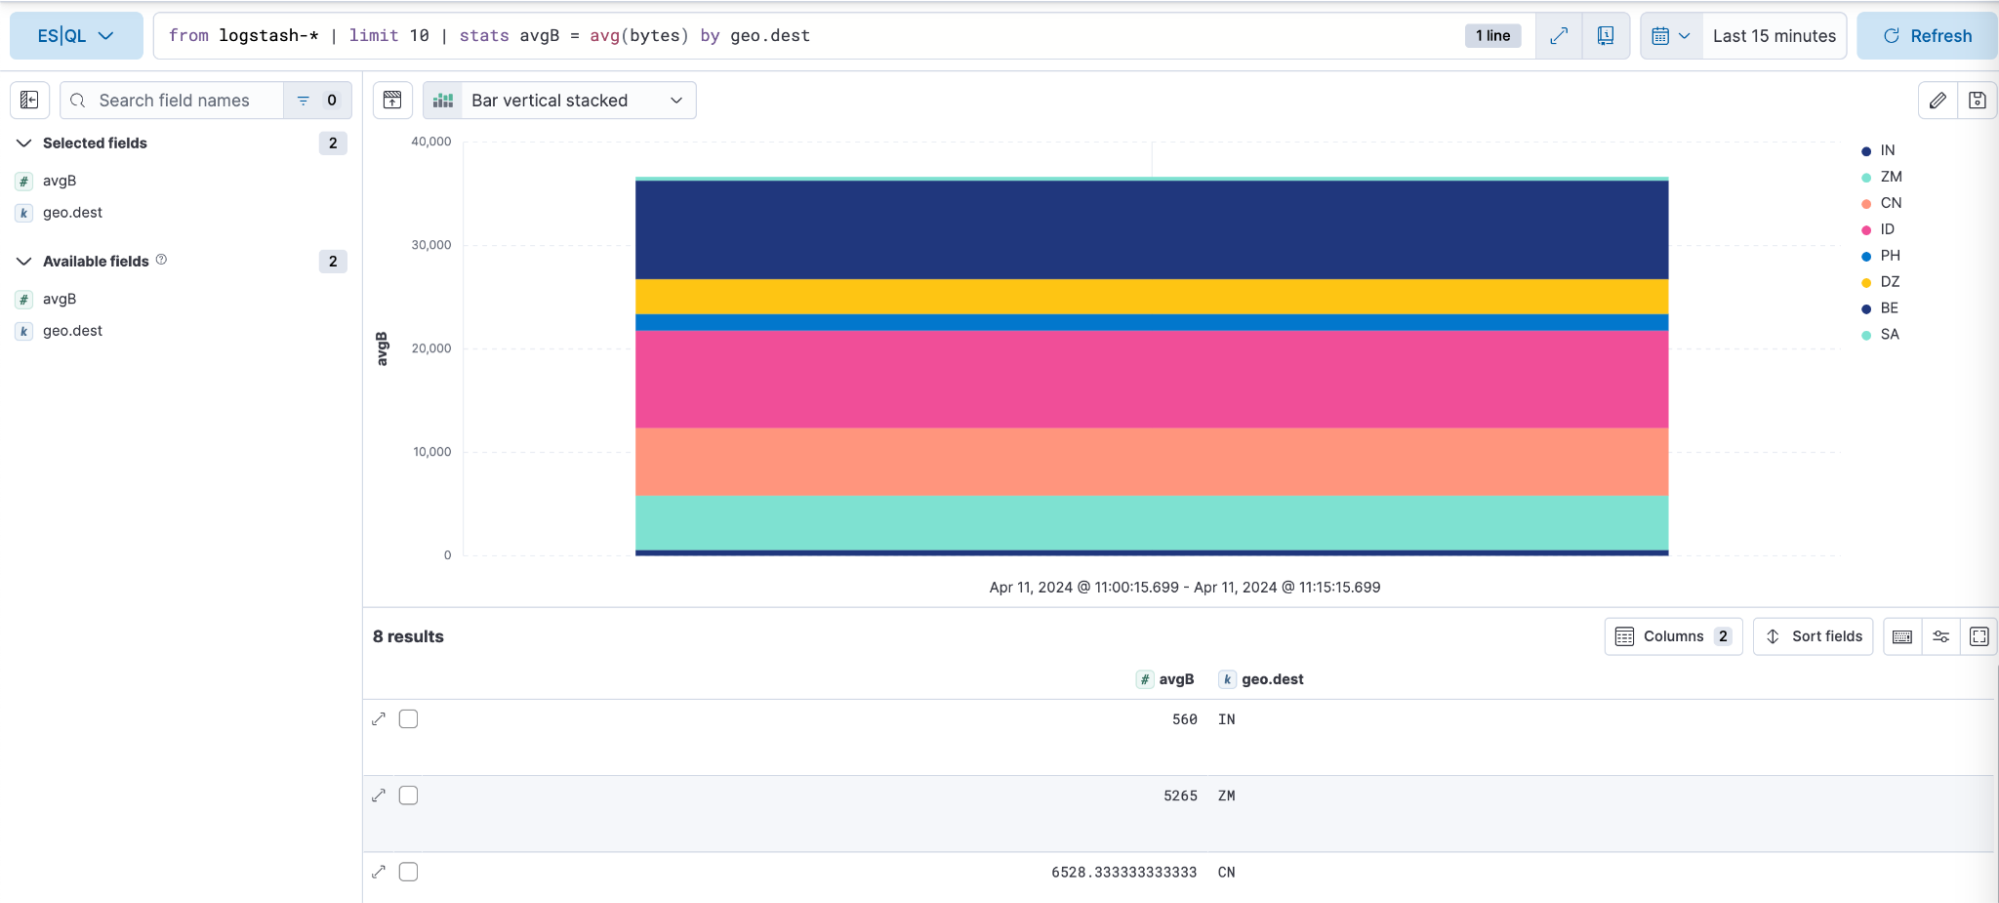 ES|QL
from logstash-* | limit 10 | stats avgB = avg(bytes) by geo.dest
1 line
Last 15 minutes
Refresh
Search field names
0
Bar vertical stacked
Selected fields
2
# avgB
k geo.dest
Available fields
2
# avgB
k geo.dest
avgB
40,000
30,000
20,000
10,000
0
Apr 11, 2024 @ 11:00:15.699 - Apr 11, 2024 @ 11:15:15.699
IN
ZM
CN
ID
PH
DZ
BE
SA
8 results
Columns 2
Sort fields
# avgB k geo.dest
560 IN
5265 ZM
6528.333333333333 CN